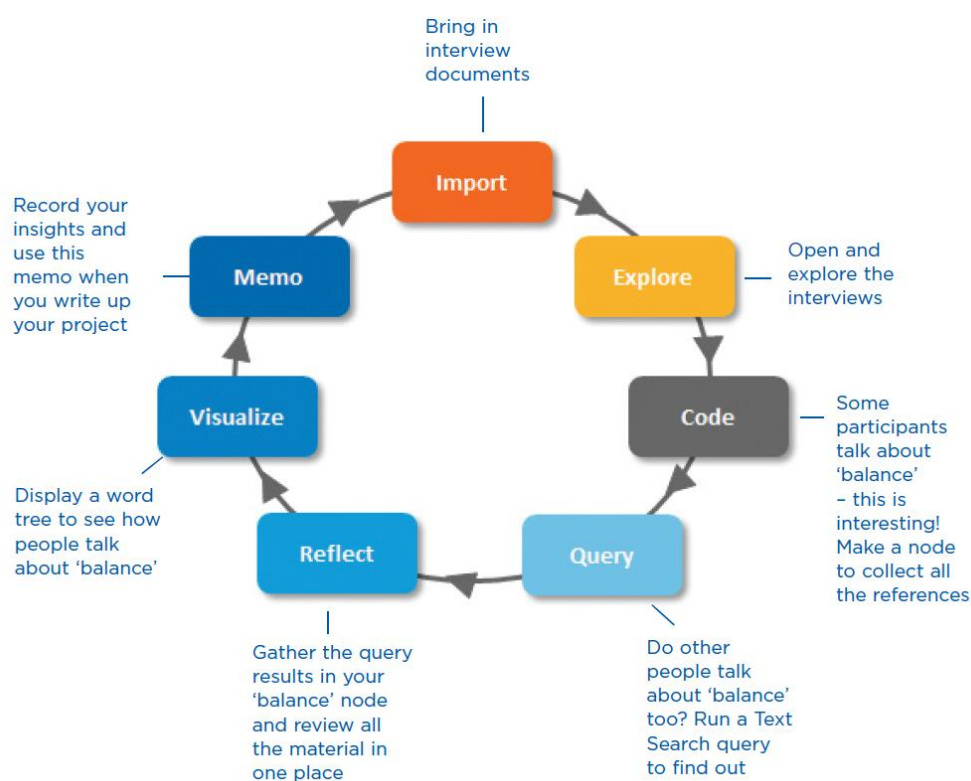 Bring in
interview
documents
Import
Explore
Open and
explore the
interviews
Code
Some
participants
talk about
‘balance’
– this is
interesting!
Make a node
to collect all
the references
Query
Do other
people talk
about ‘balance’
too? Run a Text
Search query
to find out
Reflect
Gather the query
results in your
‘balance’ node
and review all
the material in
one place
Visualize
Display a word
tree to see how
people talk
about ‘balance’
Memo
Record your
insights and
use this
memo when
you write up
your project